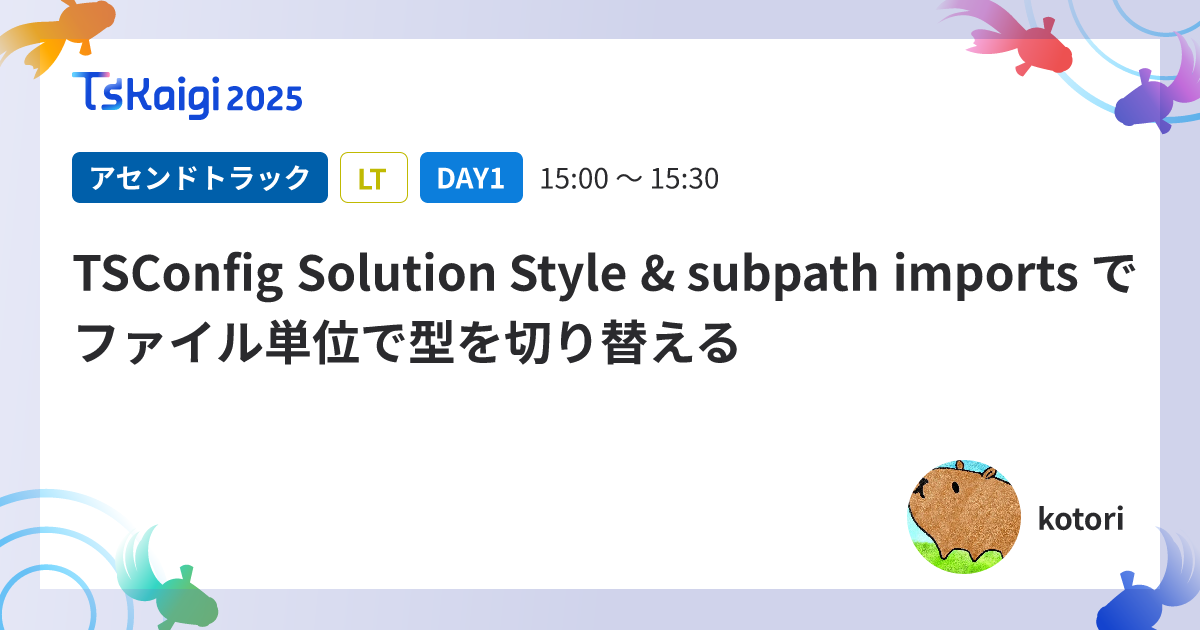 TSKaigi 2025
アセンドトラック LT DAY1 15:00 〜 15:30
TSConfig Solution Style & subpath imports で
ファイル単位で型を切り替える
kotori